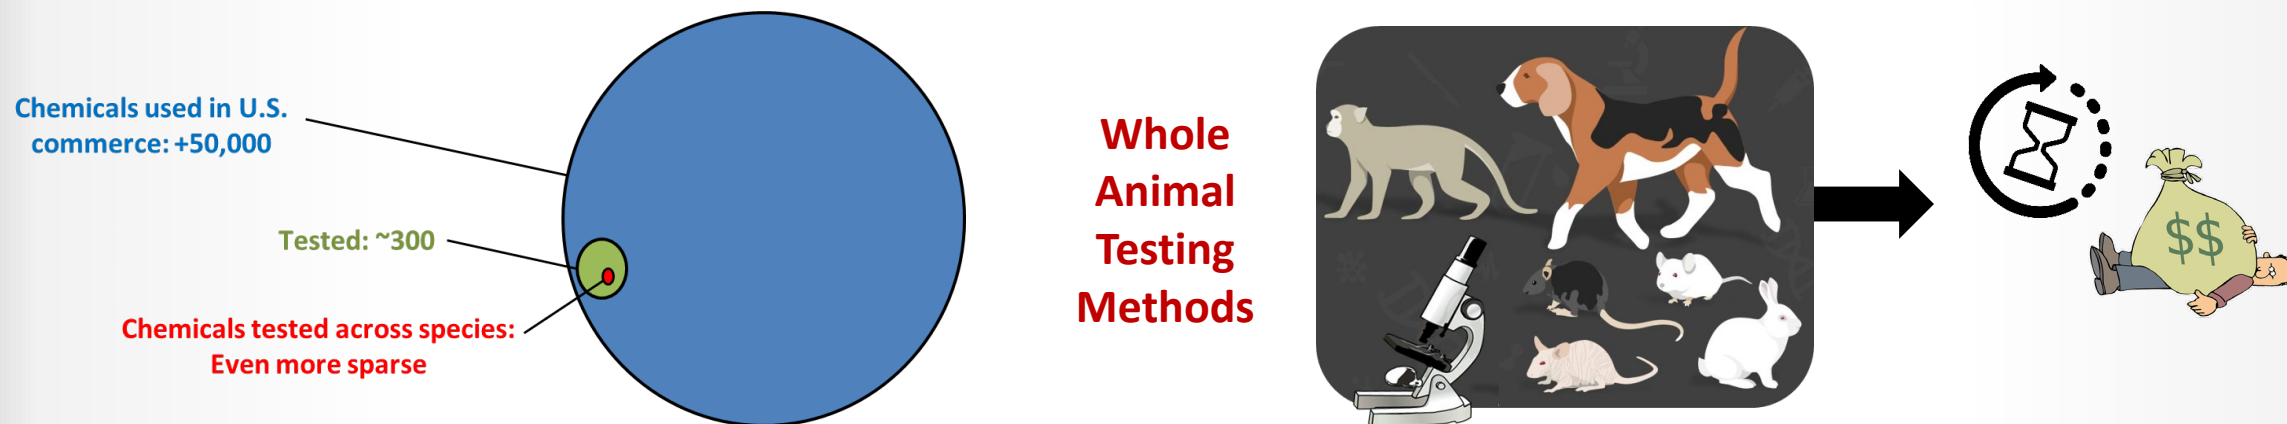 Chemicals used in U.S.
commerce: +50,000
Tested: ~300
Chemicals tested across species:
Even more sparse
Whole
Animal
Testing
Methods
$$